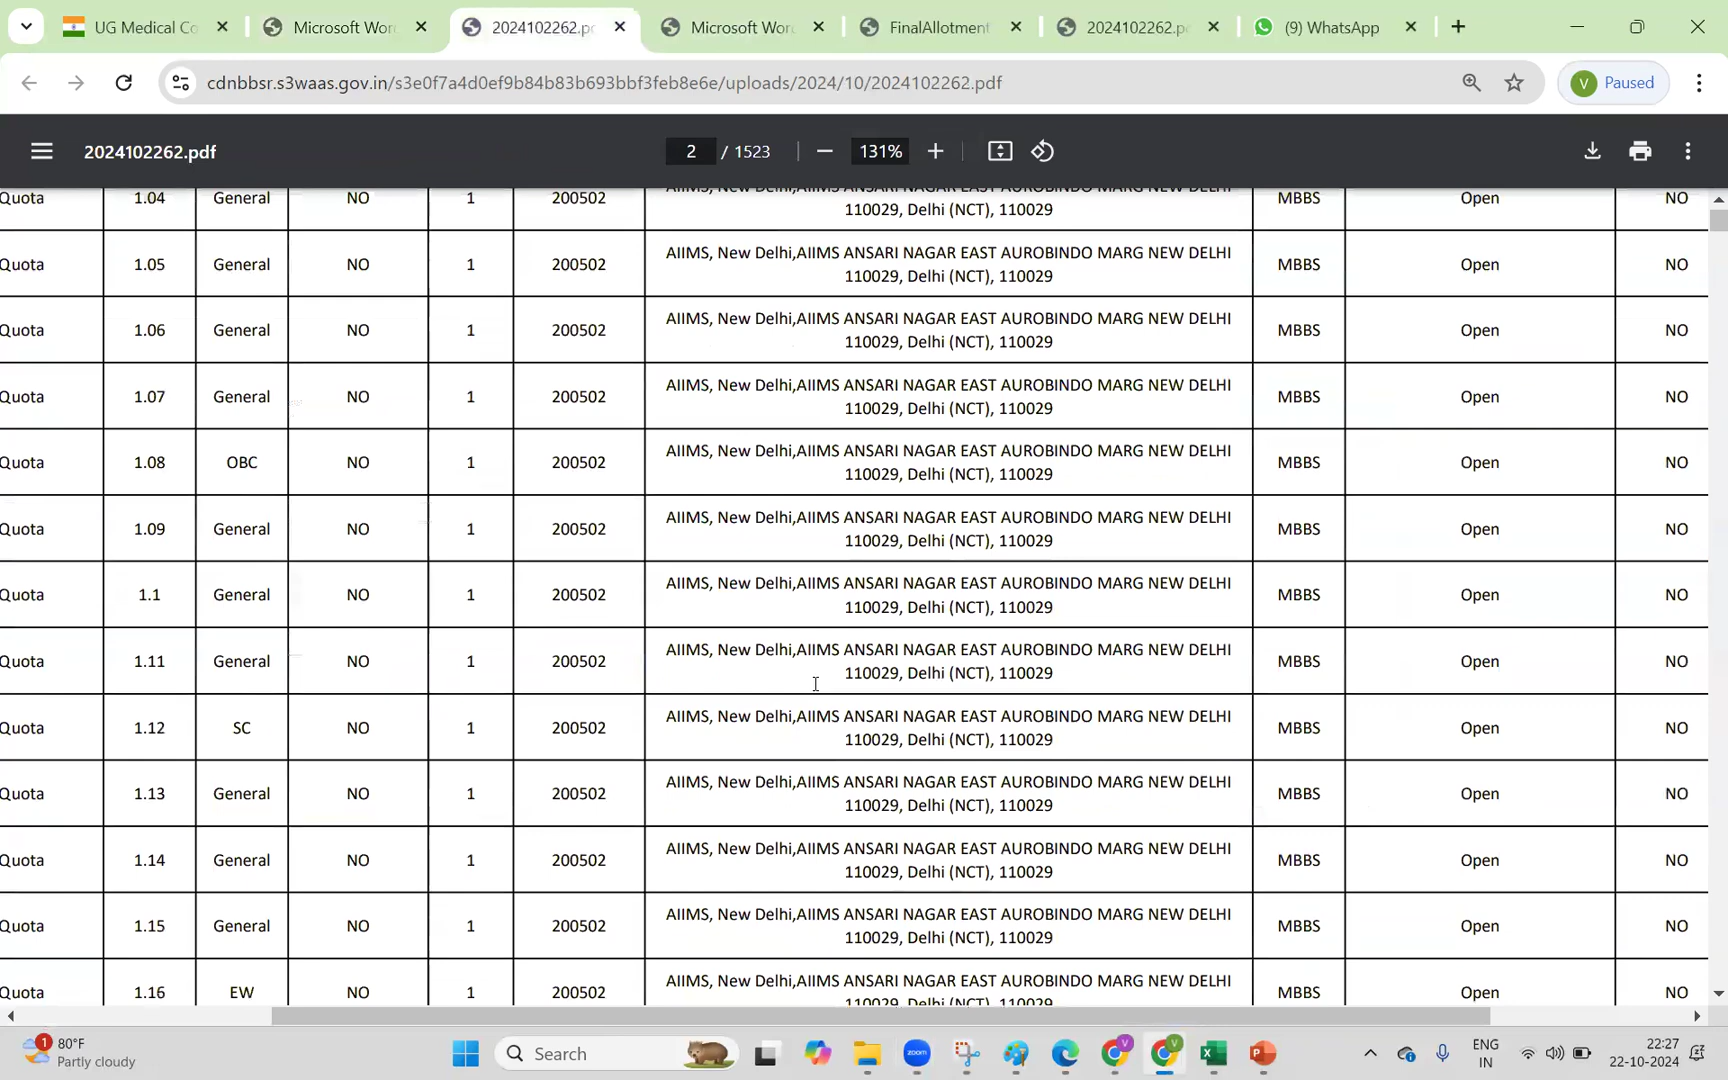 UG Medical Co
Microsoft Wor
2024102262.p
Microsoft Wor
FinalAllotment
2024102262.p
(9) WhatsApp
cdnbbsr.s3waas.gov.in/s3e0f7a4d0ef9b84b83b693bbf3feb8e6e/uploads/2024/10/2024102262.pdf
V
Paused
2024102262.pdf
2 / 1523
131%
AIIMS, New Delhi,AIIMS ANSARI NAGAR EAST AUROBINDO MARG NEW DELHI
Quota 1.04 General NO 1 200502 110029, Delhi (NCT), 110029 MBBS Open NO
AIIMS, New Delhi,AIIMS ANSARI NAGAR EAST AUROBINDO MARG NEW DELHI
Quota 1.05 General NO 1 200502 110029, Delhi (NCT), 110029 MBBS Open NO
AIIMS, New Delhi,AIIMS ANSARI NAGAR EAST AUROBINDO MARG NEW DELHI
Quota 1.06 General NO 1 200502 110029, Delhi (NCT), 110029 MBBS Open NO
AIIMS, New Delhi,AIIMS ANSARI NAGAR EAST AUROBINDO MARG NEW DELHI
Quota 1.07 General NO 1 200502 110029, Delhi (NCT), 110029 MBBS Open NO
AIIMS, New Delhi,AIIMS ANSARI NAGAR EAST AUROBINDO MARG NEW DELHI
Quota 1.08 OBC NO 1 200502 110029, Delhi (NCT), 110029 MBBS Open NO
AIIMS, New Delhi,AIIMS ANSARI NAGAR EAST AUROBINDO MARG NEW DELHI
Quota 1.09 General NO 1 200502 110029, Delhi (NCT), 110029 MBBS Open NO
AIIMS, New Delhi,AIIMS ANSARI NAGAR EAST AUROBINDO MARG NEW DELHI
Quota 1.1 General NO 1 200502 110029, Delhi (NCT), 110029 MBBS Open NO
AIIMS, New Delhi,AIIMS ANSARI NAGAR EAST AUROBINDO MARG NEW DELHI
Quota 1.11 General NO 1 200502 110029, Delhi (NCT), 110029 MBBS Open NO
AIIMS, New Delhi,AIIMS ANSARI NAGAR EAST AUROBINDO MARG NEW DELHI
Quota 1.12 SC NO 1 200502 110029, Delhi (NCT), 110029 MBBS Open NO
AIIMS, New Delhi,AIIMS ANSARI NAGAR EAST AUROBINDO MARG NEW DELHI
Quota 1.13 General NO 1 200502 110029, Delhi (NCT), 110029 MBBS Open NO
AIIMS, New Delhi,AIIMS ANSARI NAGAR EAST AUROBINDO MARG NEW DELHI
Quota 1.14 General NO 1 200502 110029, Delhi (NCT), 110029 MBBS Open NO
AIIMS, New Delhi,AIIMS ANSARI NAGAR EAST AUROBINDO MARG NEW DELHI
Quota 1.15 General NO 1 200502 110029, Delhi (NCT), 110029 MBBS Open NO
AIIMS, New Delhi,AIIMS ANSARI NAGAR EAST AUROBINDO MARG NEW DELHI
Quota 1.16 EW NO 1 200502 110029, Delhi (NCT), 110029 MBBS Open NO
1
80°F
Partly cloudy
Search
zoom
V
V
ENG
IN
22:27
22-10-2024